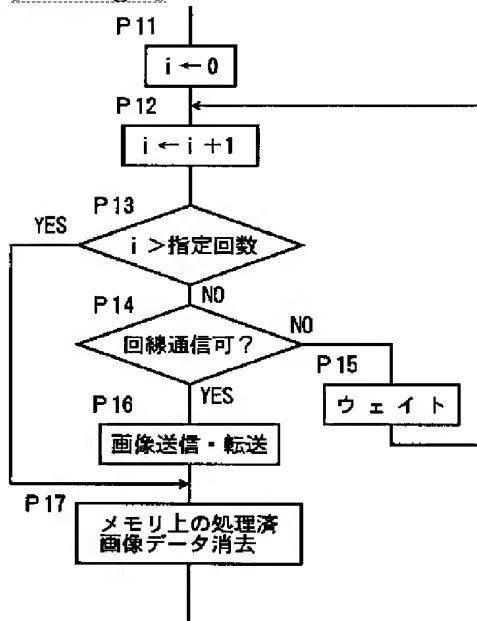 P11
i ← 0
P12
i ← i +1
P13
YES
i ＞指定回数
NO
P14
回線通信可？
NO
P15
ウェイト
YES
P16
画像送信・転送
P17
メモリ上の処理済
画像データ消去